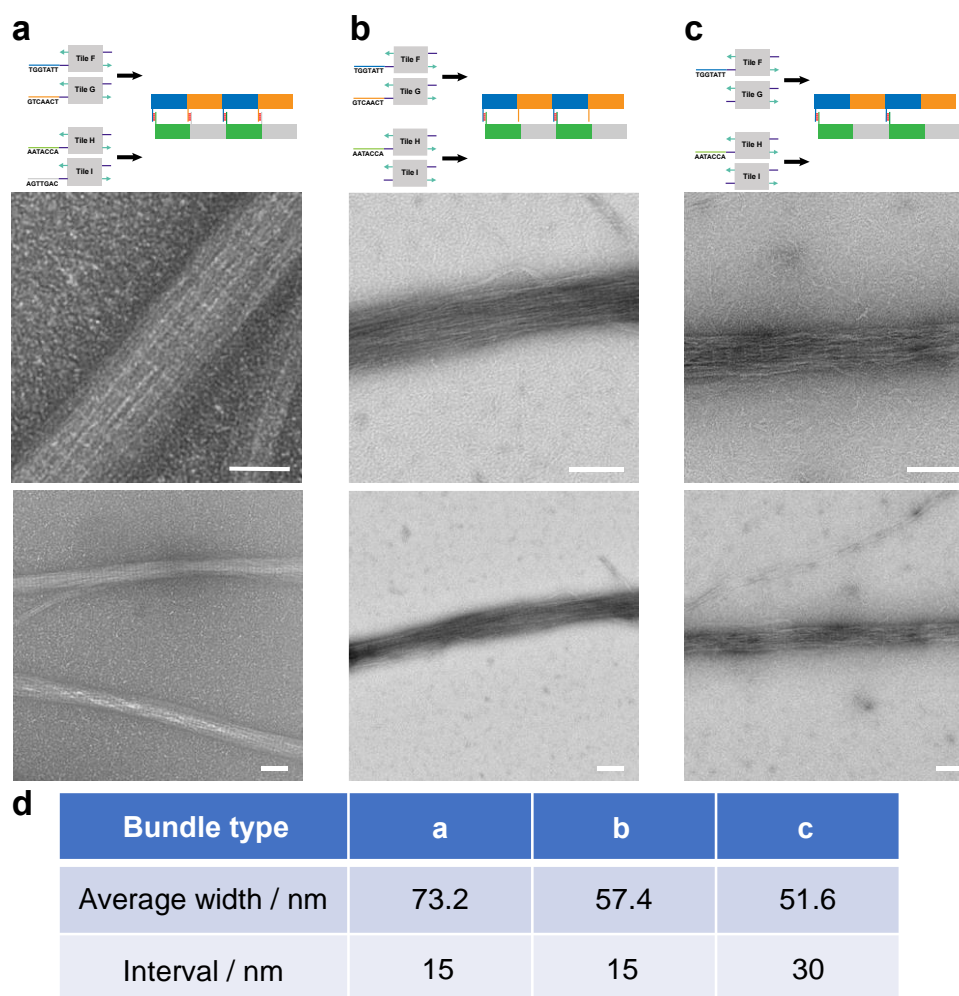 a
Tile F
TGGTATT
Tile G
GTCAACT
Tile H
AATACCA
Tile I
AGTTGAC
b
Tile F
TGGTATT
Tile G
GTCAACT
Tile H
AATACCA
Tile I
c
Tile F
TGGTATT
Tile G
Tile H
AATACCA
Tile I
d
Bundle type a b c
Average width / nm 73.2 57.4 51.6
Interval / nm 15 15 30